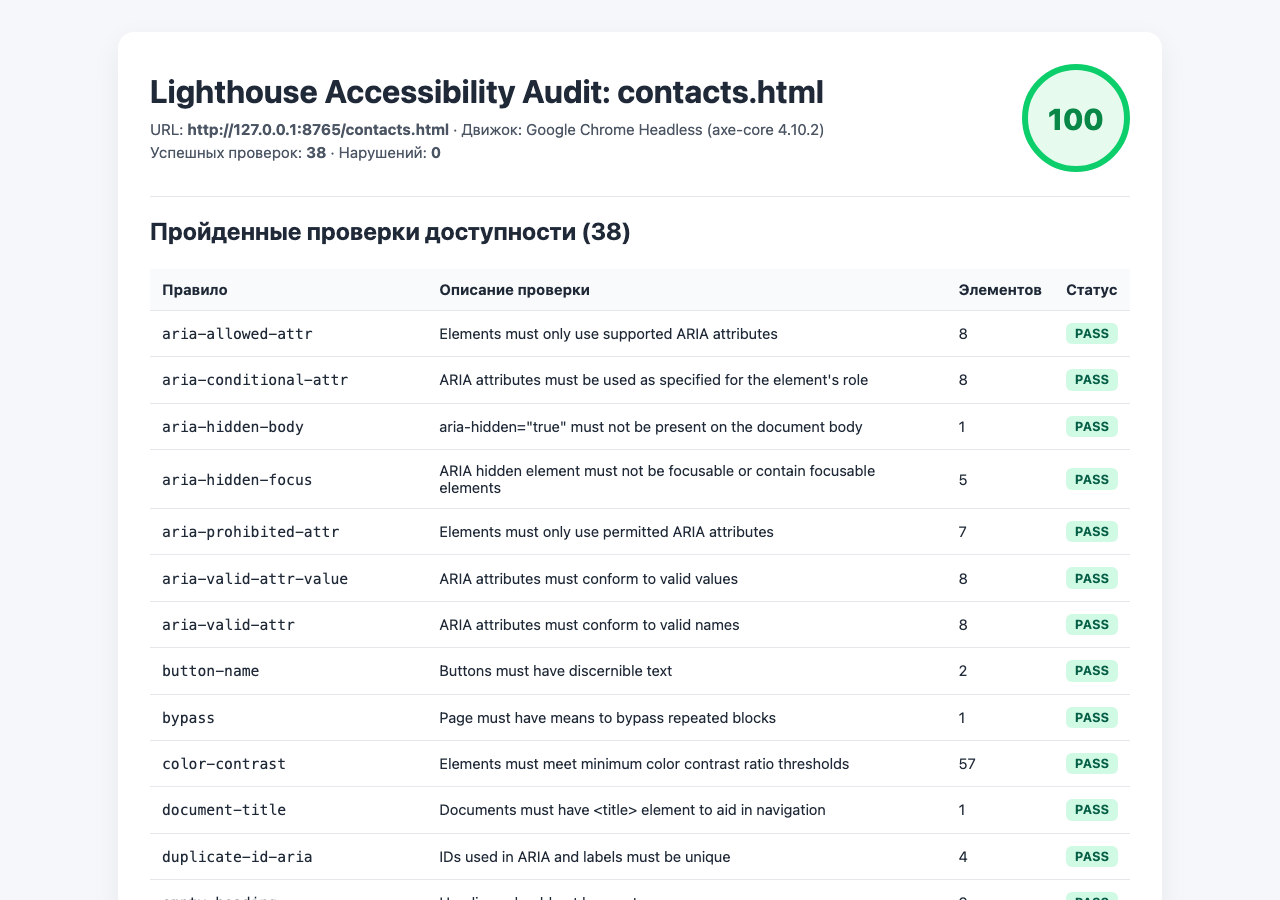 Lighthouse Accessibility Audit: contacts.html
100
URL: http://127.0.0.1:8765/contacts.html · Движок: Google Chrome Headless (axe-core 4.10.2)
Успешных проверок: 38 · Нарушений: 0
Пройденные проверки доступности (38)
Правило Описание проверки Элементов Статус
aria-allowed-attr Elements must only use supported ARIA attributes 8 PASS
aria-conditional-attr ARIA attributes must be used as specified for the element's role 8 PASS
aria-hidden-body aria-hidden="true" must not be present on the document body 1 PASS
aria-hidden-focus ARIA hidden element must not be focusable or contain focusable
elements 5 PASS
aria-prohibited-attr Elements must only use permitted ARIA attributes 7 PASS
aria-valid-attr-value ARIA attributes must conform to valid values 8 PASS
aria-valid-attr ARIA attributes must conform to valid names 8 PASS
button-name Buttons must have discernible text 2 PASS
bypass Page must have means to bypass repeated blocks 1 PASS
color-contrast Elements must meet minimum color contrast ratio thresholds 57 PASS
document-title Documents must have <title> element to aid in navigation 1 PASS
duplicate-id-aria IDs used in ARIA and labels must be unique 4 PASS